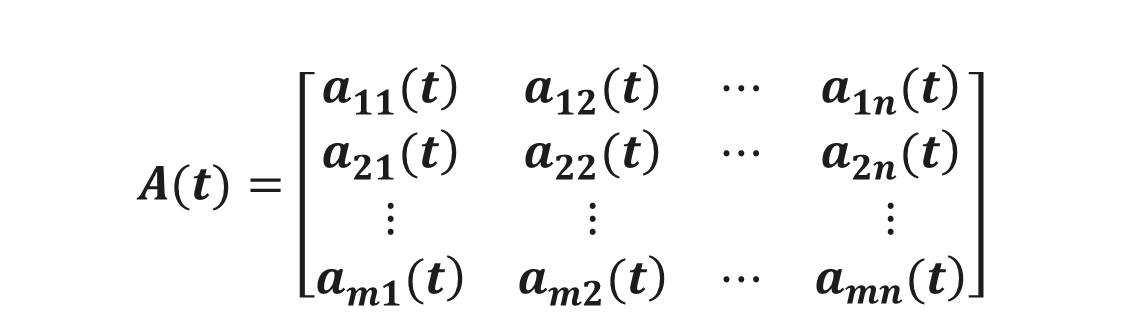 a₁₁(t) a₁₂(t) ⋯ a₁ₙ(t)
a₂₁(t) a₂₂(t) ⋯ a₂ₙ(t)
A(t) =
⋮ ⋮ ⋮
aₘ₁(t) aₘ₂(t) ⋯ aₘₙ(t)